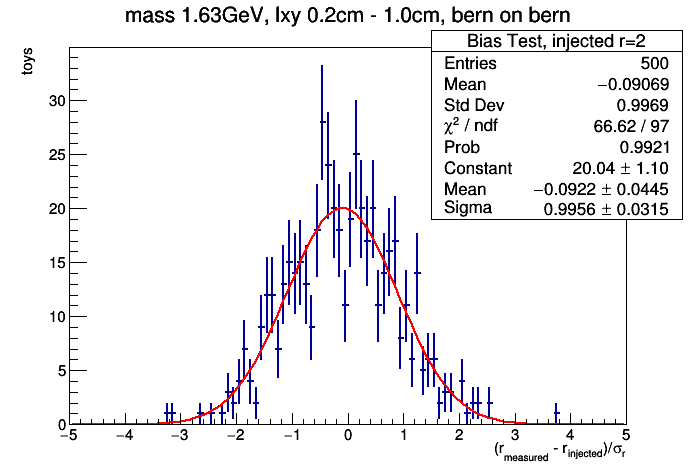 mass 1.63GeV, lxy 0.2cm - 1.0cm, bern on bern
Bias Test, injected r=2
Entries 500
Mean −0.09069
Std Dev 0.9969
χ² / ndf 66.62 / 97
Prob 0.9921
Constant 20.04 ± 1.10
Mean −0.0922 ± 0.0445
Sigma 0.9956 ± 0.0315
toys
30
25
20
15
10
5
0
−5 −4 −3 −2 −1 0 1 2 3 4 5
(r_measured - r_injected)/σ_r